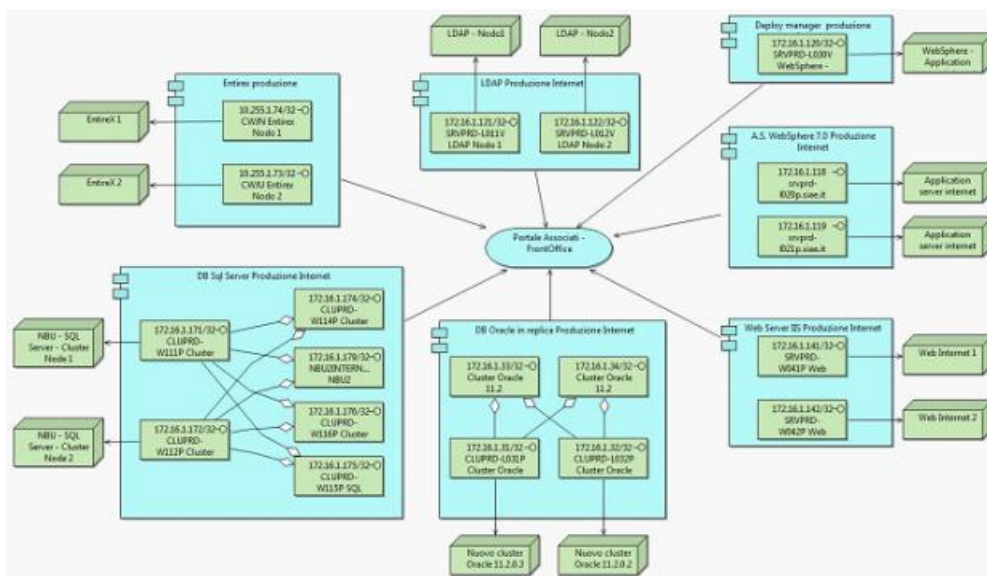 LDAP - Nodo1
LDAP - Nodo2
Deploy manager produzione
172.16.1.120/32
SRVPRD-L030V
WebSphere -
WebSphere -
Application
Entirex produzione
10.255.1.74/32
CWJN Entirex
Nodo 1
EntireX 1
10.255.1.73/32
CWJU Entirex
Nodo 2
EntireX 2
LDAP Produzione Internet
172.16.1.121/32
SRVPRD-L011V
LDAP Nodo 1
172.16.1.122/32
SRVPRD-L012V
LDAP Nodo 2
A.S. WebSphere 7.0 Produzione
Internet
172.16.1.118
srvprd-
l020p.siae.it
Application
server internet
172.16.1.119
srvprd-
l021p.siae.it
Application
server internet
Portale Associati -
FrontOffice
DB Sql Server Produzione Internet
172.16.1.174/32
CLUPRD-
W114P Cluster
172.16.1.171/32
CLUPRD-
W111P Cluster
NBU - SQL
Server - Cluster
Node 1
172.16.1.179/32
NBU2INTERN...
NBU2
172.16.1.176/32
CLUPRD-
W116P Cluster
172.16.1.172/32
CLUPRD-
W112P Cluster
NBU - SQL
Server - Cluster
Node 2
172.16.1.175/32
CLUPRD-
W115P SQL
DB Oracle in replica Produzione Internet
172.16.1.33/32
Cluster Oracle
11.2
172.16.1.34/32
Cluster Oracle
11.2
172.16.1.31/32
CLUPRD-L031P
Cluster Oracle
172.16.1.32/32
CLUPRD-L032P
Cluster Oracle
Nuovo cluster
Oracle 11.2.0.3
Nuovo cluster
Oracle 11.2.0.2
Web Server IIS Produzione Internet
172.16.1.141/32
SRVPRD-
W041P Web
Web Internet 1
172.16.1.142/32
SRVPRD-
W042P Web
Web Internet 2